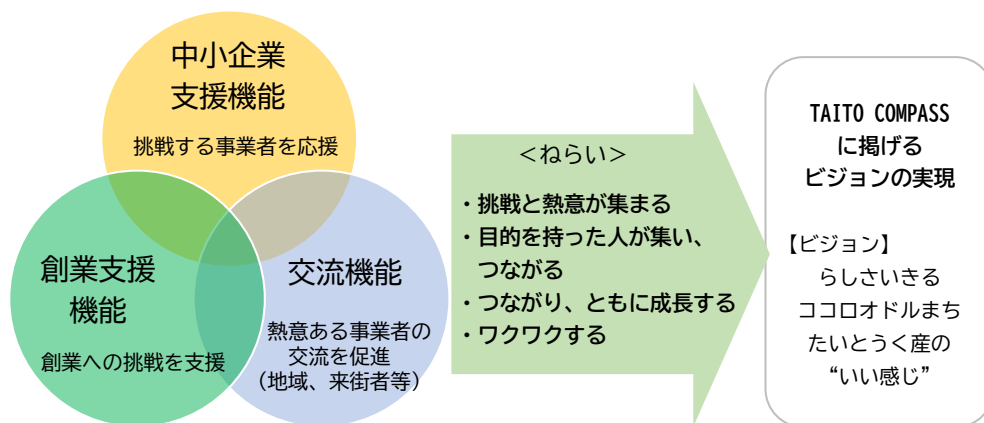 中小企業
支援機能
挑戦する事業者を応援
創業支援
機能
創業への挑戦を支援
交流機能
熱意ある事業者の
交流を促進
（地域、来街者等）
＜ねらい＞
・挑戦と熱意が集まる
・目的を持った人が集い、
つながる
・つながり、ともに成長する
・ワクワクする
TAITO COMPASS
に掲げる
ビジョンの実現
【ビジョン】
らしさいきる
ココロオドルまち
たいとうく産の
“いい感じ”